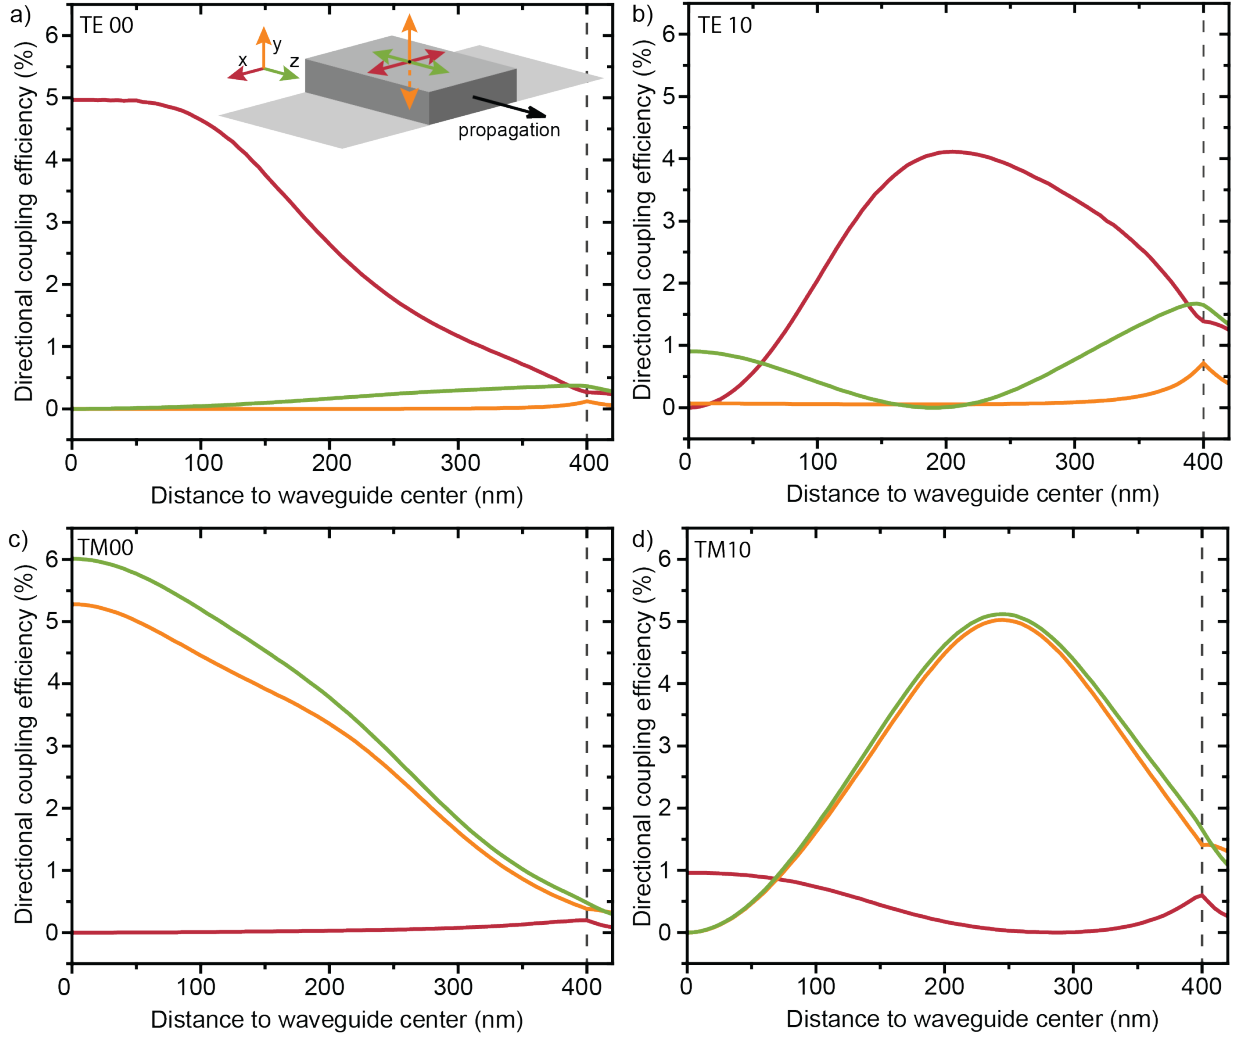 a)
TE 00
x
y
z
propagation
Directional coupling efficiency (%)
6
5
4
3
2
1
0
0 100 200 300 400
Distance to waveguide center (nm)
b)
TE 10
Directional coupling efficiency (%)
6
5
4
3
2
1
0
0 100 200 300 400
Distance to waveguide center (nm)
c)
TM00
Directional coupling efficiency (%)
6
5
4
3
2
1
0
0 100 200 300 400
Distance to waveguide center (nm)
d)
TM10
Directional coupling efficiency (%)
6
5
4
3
2
1
0
0 100 200 300 400
Distance to waveguide center (nm)